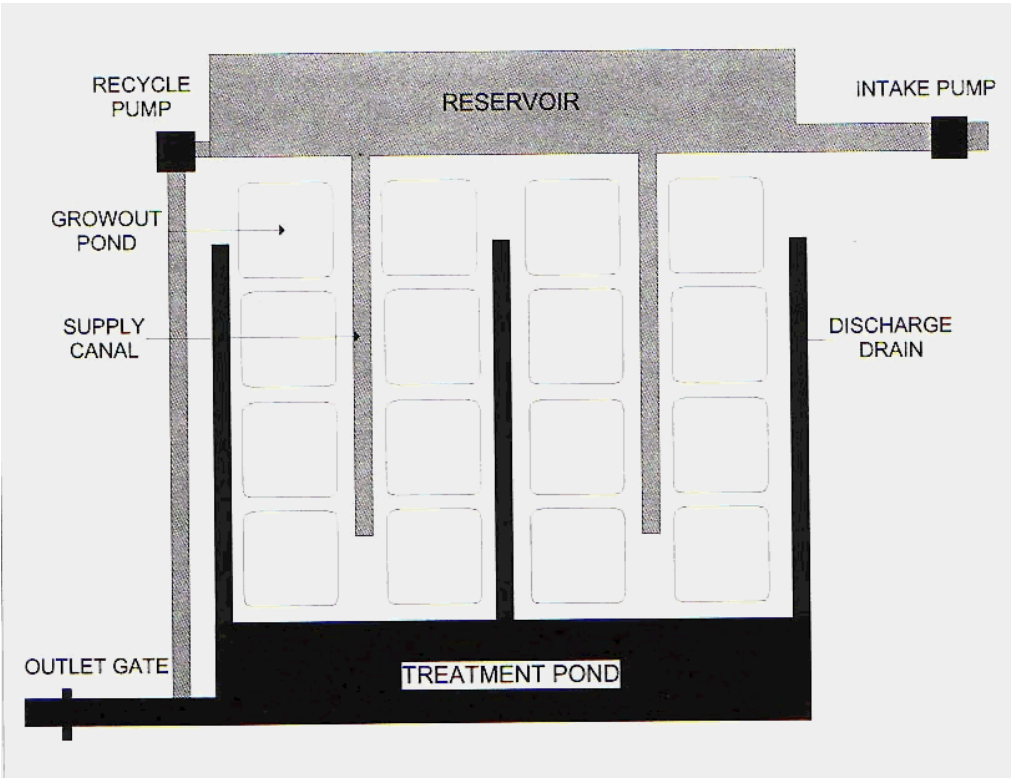 RECYCLE
PUMP
RESERVOIR
INTAKE PUMP
GROWOUT
POND
SUPPLY
CANAL
DISCHARGE
DRAIN
OUTLET GATE
TREATMENT POND